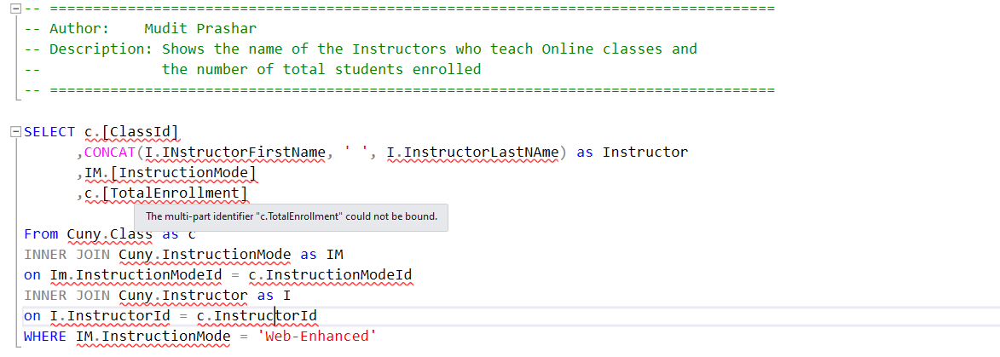 -- ====================================================================================
-- Author:    Mudit Prashar
-- Description: Shows the name of the Instructors who teach Online classes and
--              the number of total students enrolled
-- ====================================================================================
SELECT c.[ClassId]
,CONCAT(I.INstructorFirstName, ' ', I.InstructorLastNAme) as Instructor
,IM.[InstructionMode]
,c.[TotalEnrollment]
The multi-part identifier "c.TotalEnrollment" could not be bound.
From Cuny.Class as c
INNER JOIN Cuny.InstructionMode as IM
on Im.InstructionModeId = c.InstructionModeId
INNER JOIN Cuny.Instructor as I
on I.InstructorId = c.InstructorId
WHERE IM.InstructionMode = 'Web-Enhanced'